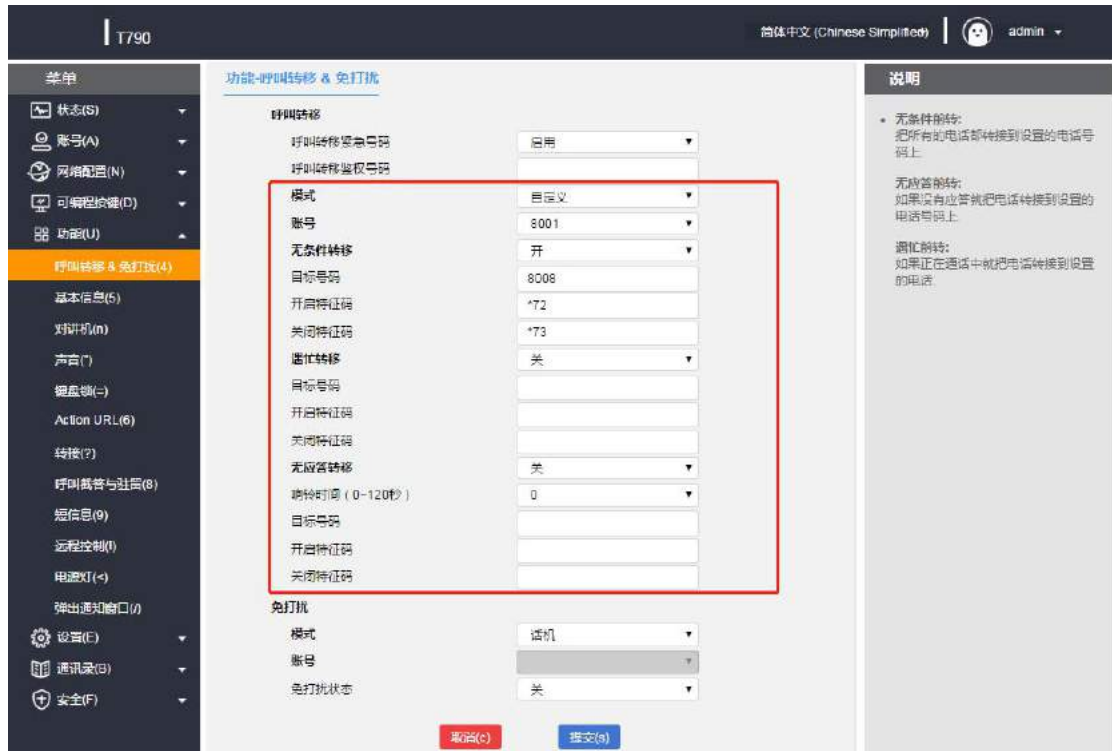 T790
简体中文 (Chinese Simplified)
admin
菜单
状态(S)
账号(A)
网络配置(N)
可编程按键(D)
功能(U)
呼叫转移 & 免打扰(4)
基本信息(5)
对讲机(n)
声音(")
键盘锁(=)
Action URL(6)
转接(?)
呼叫截答与驻留(8)
短信息(9)
远程控制(I)
电源灯(<)
弹出通知窗口(/)
设置(E)
通讯录(B)
安全(F)
功能-呼叫转移 & 免打扰
呼叫转移
呼叫转移紧急号码 启用
呼叫转移鉴权号码
模式 自定义
账号 8001
无条件转移 开
目标号码 8008
开启特征码 *72
关闭特征码 *73
遇忙转移 关
目标号码
开启特征码
关闭特征码
无应答转移 关
响铃时间 ( 0-120秒 ) 0
目标号码
开启特征码
关闭特征码
免打扰
模式 话机
账号
免打扰状态 关
取消(c) 提交(s)
说明
无条件前转:
把所有的电话都转接到设置的电话号
码上
无应答前转:
如果没有应答就把电话转接到设置的
电话号码上
遇忙前转:
如果正在通话中就把电话转接到设置
的电话